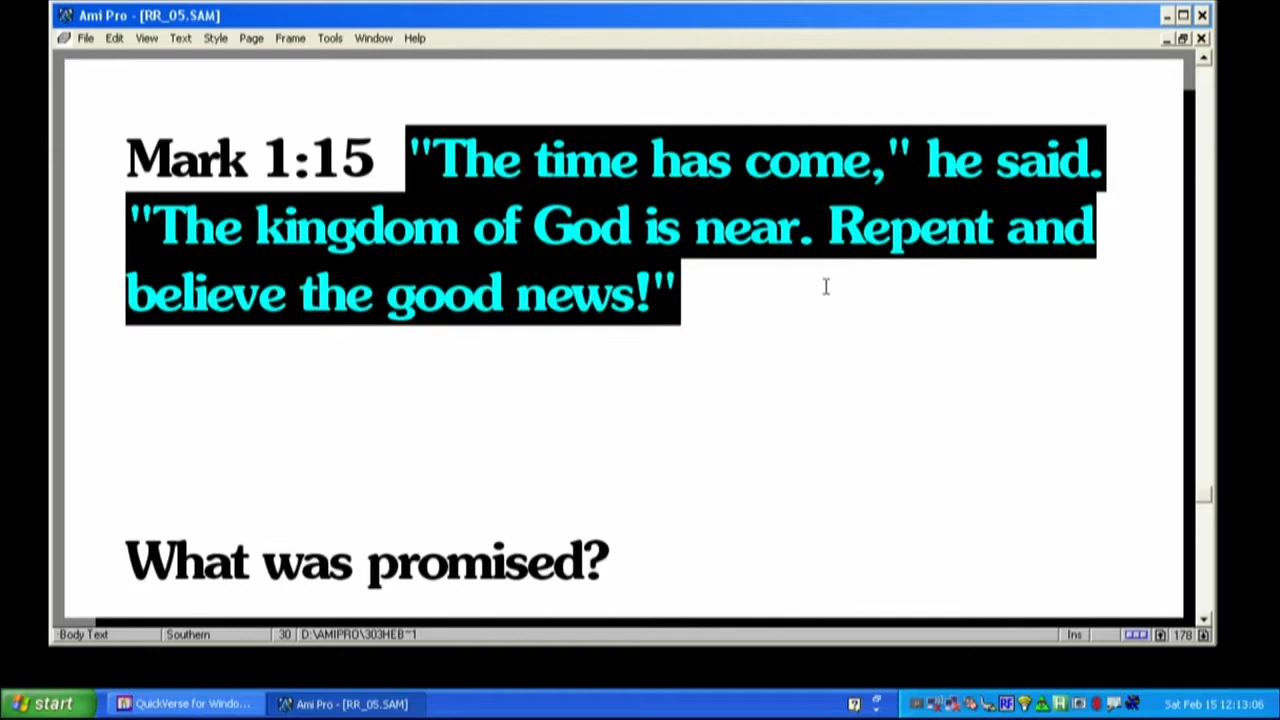 Ami Pro - [RR_05.SAM]
File Edit View Text Style Page Frame Tools Window Help
Mark 1:15 "The time has come," he said.
"The kingdom of God is near. Repent and
believe the good news!"
What was promised?
Body Text Southern 30 D:\AMIPRO\303HEB~1 Ins 178
start QuickVerse for Windo... Ami Pro - [RR_05.SAM] ? RF H Sat Feb 15 12:13:06